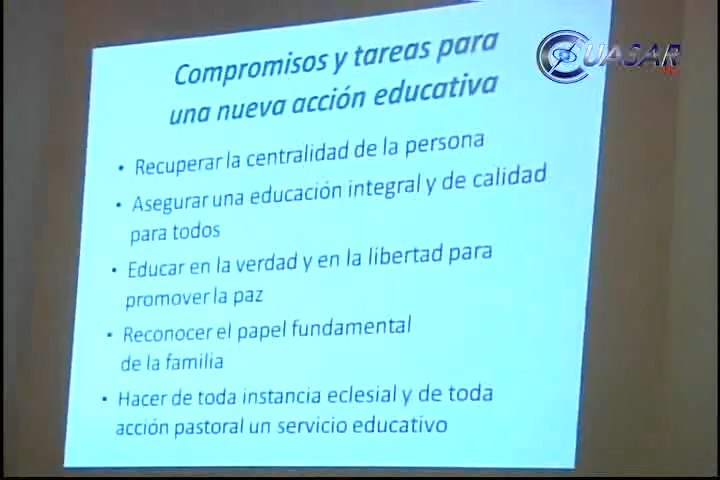 Compromisos y tareas para
una nueva acción educativa
• Recuperar la centralidad de la persona
• Asegurar una educación integral y de calidad
para todos
• Educar en la verdad y en la libertad para
promover la paz
• Reconocer el papel fundamental
de la familia
• Hacer de toda instancia eclesial y de toda
acción pastoral un servicio educativo
CUASAR